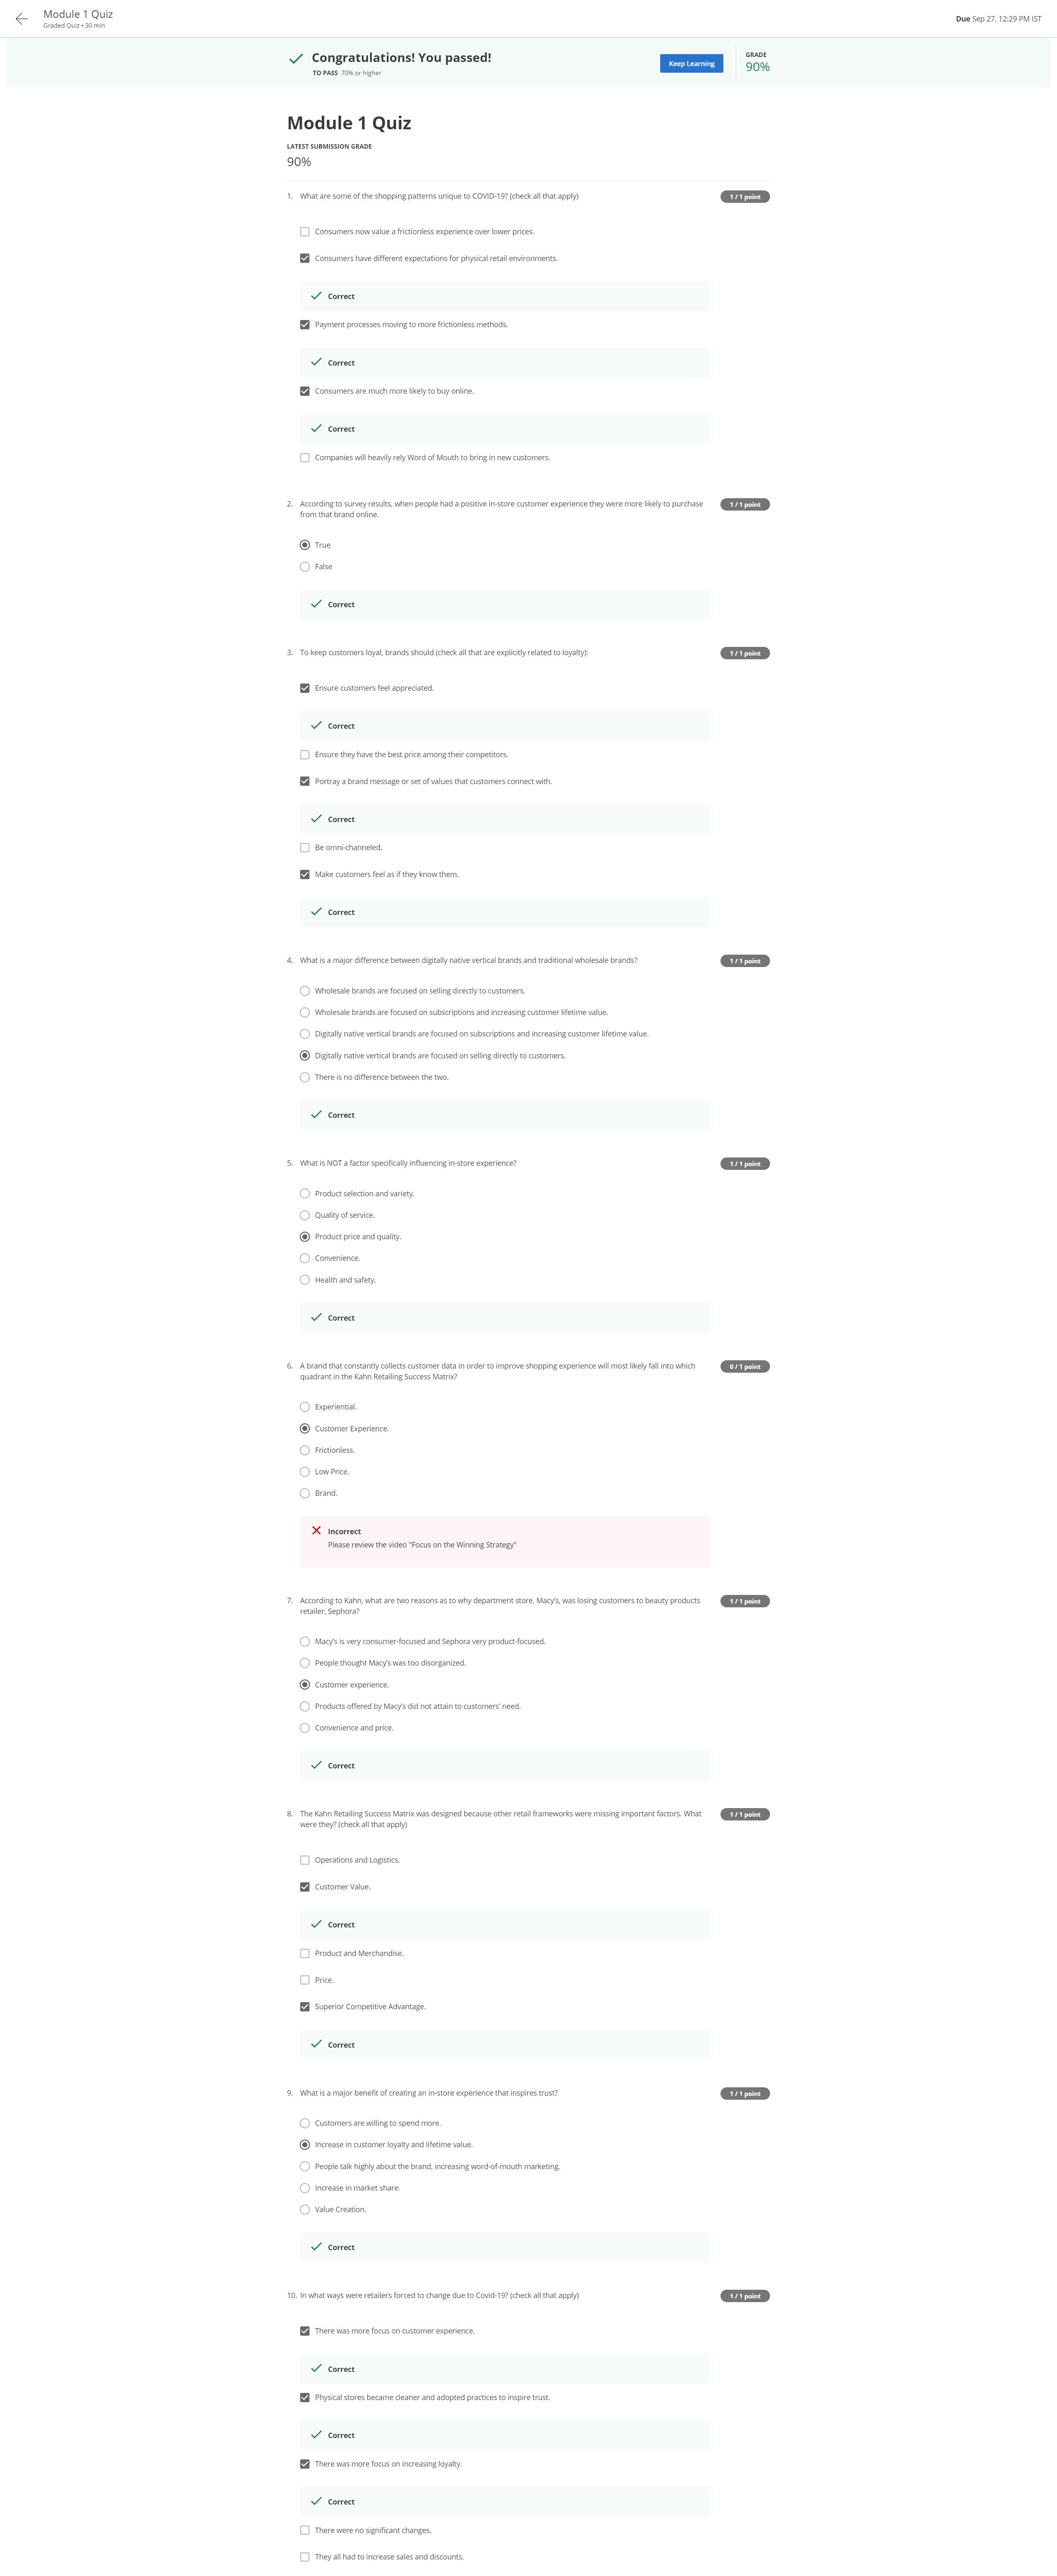 Module 1 Quiz
Graded Quiz • 30 min
Due Sep 27, 12:29 PM IST
Congratulations! You passed!
TO PASS 70% or higher
Keep Learning
GRADE
90%
Module 1 Quiz
LATEST SUBMISSION GRADE
90%
1. What are some of the shopping patterns unique to COVID-19? (check all that apply)
1 / 1 point
Consumers now value a frictionless experience over lower prices.
Consumers have different expectations for physical retail environments.
Correct
Payment processes moving to more frictionless methods.
Correct
Consumers are much more likely to buy online.
Correct
Companies will heavily rely Word of Mouth to bring in new customers.
2. According to survey results, when people had a positive in-store customer experience they were more likely to purchase
from that brand online.
1 / 1 point
True
False
Correct
3. To keep customers loyal, brands should (check all that are explicitly related to loyalty):
1 / 1 point
Ensure customers feel appreciated.
Correct
Ensure they have the best price among their competitors.
Portray a brand message or set of values that customers connect with.
Correct
Be omni-channeled.
Make customers feel as if they know them.
Correct
4. What is a major difference between digitally native vertical brands and traditional wholesale brands?
1 / 1 point
Wholesale brands are focused on selling directly to customers.
Wholesale brands are focused on subscriptions and increasing customer lifetime value.
Digitally native vertical brands are focused on subscriptions and increasing customer lifetime value.
Digitally native vertical brands are focused on selling directly to customers.
There is no difference between the two.
Correct
5. What is NOT a factor specifically influencing in-store experience?
1 / 1 point
Product selection and variety.
Quality of service.
Product price and quality.
Convenience.
Health and safety.
Correct
6. A brand that constantly collects customer data in order to improve shopping experience will most likely fall into which
quadrant in the Kahn Retailing Success Matrix?
0 / 1 point
Experiential.
Customer Experience.
Frictionless.
Low Price.
Brand.
Incorrect
Please review the video "Focus on the Winning Strategy"
7. According to Kahn, what are two reasons as to why department store, Macy's, was losing customers to beauty products
retailer, Sephora?
1 / 1 point
Macy's is very consumer-focused and Sephora very product-focused.
People thought Macy's was too disorganized.
Customer experience.
Products offered by Macy's did not attain to customers' need.
Convenience and price.
Correct
8. The Kahn Retailing Success Matrix was designed because other retail frameworks were missing important factors. What
were they? (check all that apply)
1 / 1 point
Operations and Logistics.
Customer Value.
Correct
Product and Merchandise.
Price.
Superior Competitive Advantage.
Correct
9. What is a major benefit of creating an in-store experience that inspires trust?
1 / 1 point
Customers are willing to spend more.
Increase in customer loyalty and lifetime value.
People talk highly about the brand, increasing word-of-mouth marketing.
Increase in market share.
Value Creation.
Correct
10. In what ways were retailers forced to change due to Covid-19? (check all that apply)
1 / 1 point
There was more focus on customer experience.
Correct
Physical stores became cleaner and adopted practices to inspire trust.
Correct
There was more focus on increasing loyalty.
Correct
There were no significant changes.
They all had to increase sales and discounts.